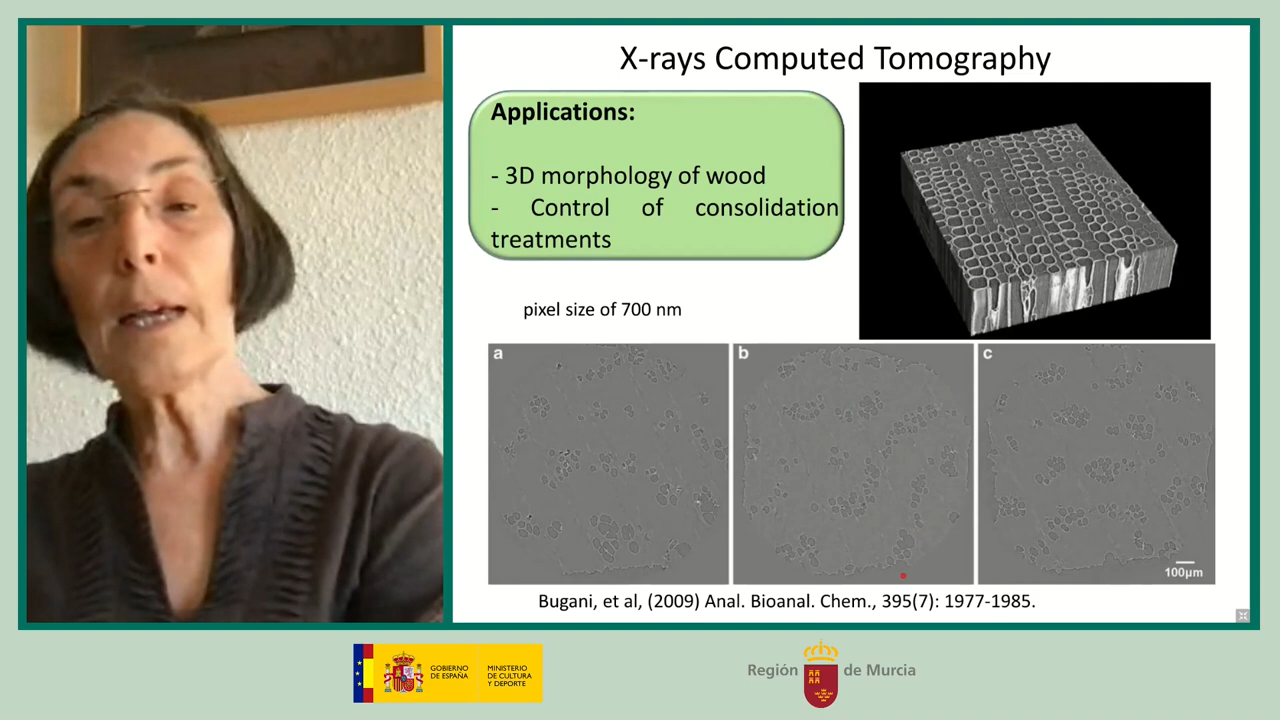 X-rays Computed Tomography
Applications:
- 3D morphology of wood
- Control of consolidation
treatments
pixel size of 700 nm
a
b
c
100µm
Bugani, et al, (2009) Anal. Bioanal. Chem., 395(7): 1977-1985.
GOBIERNO
DE ESPAÑA
MINISTERIO
DE CULTURA
Y DEPORTE
Región de Murcia